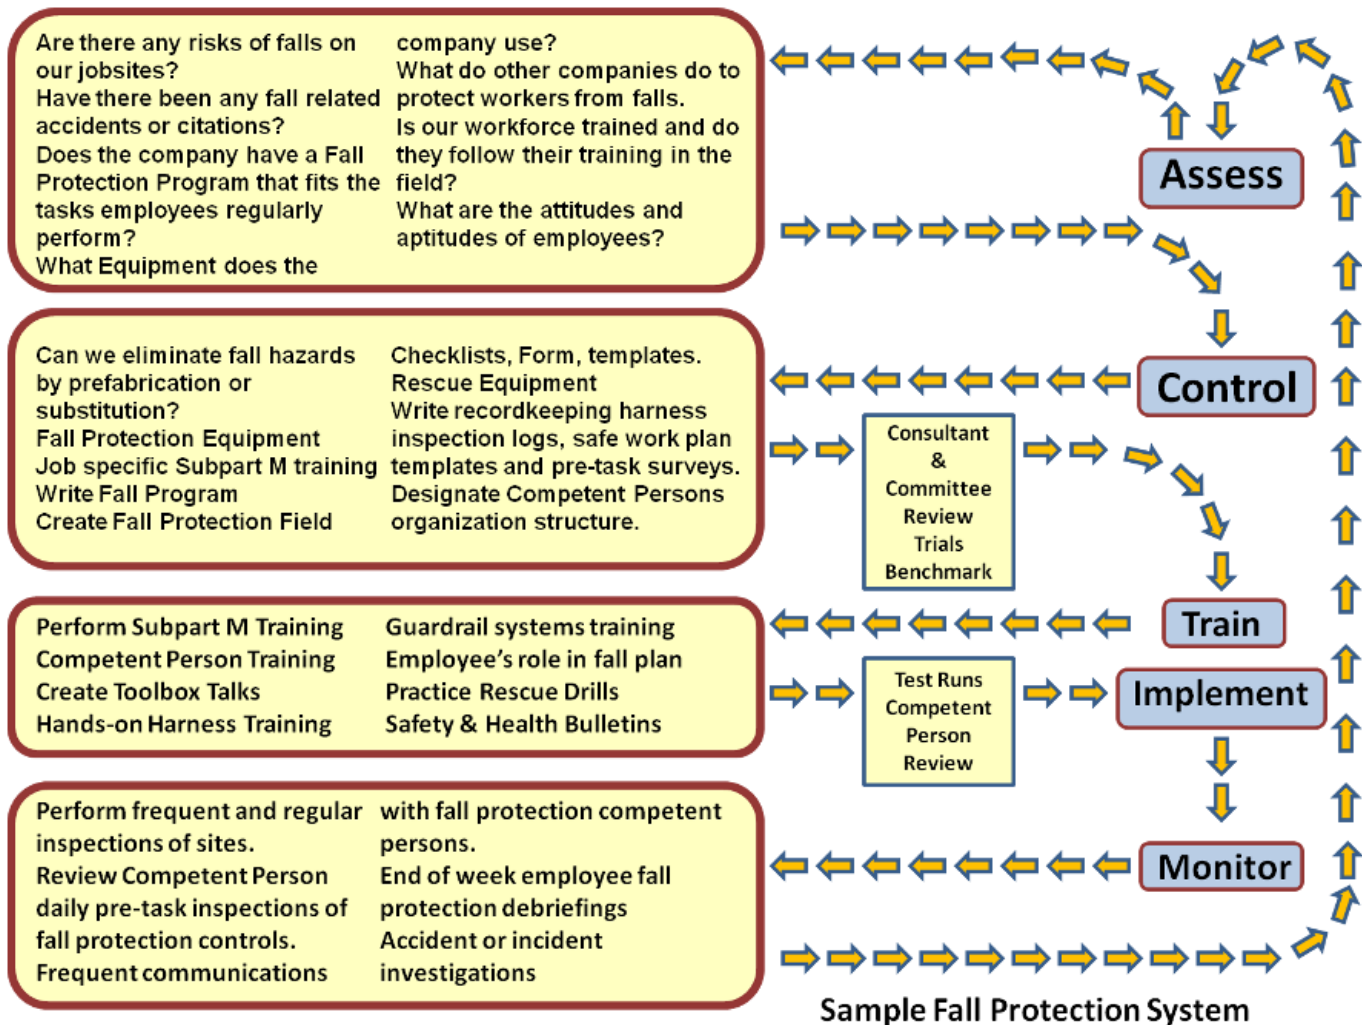 Are there any risks of falls on
our jobsites?
Have there been any fall related
accidents or citations?
Does the company have a Fall
Protection Program that fits the
tasks employees regularly
perform?
What Equipment does the
company use?
What do other companies do to
protect workers from falls.
Is our workforce trained and do
they follow their training in the
field?
What are the attitudes and
aptitudes of employees?
Assess
Can we eliminate fall hazards
by prefabrication or
substitution?
Fall Protection Equipment
Job specific Subpart M training
Write Fall Program
Create Fall Protection Field
Checklists, Form, templates.
Rescue Equipment
Write recordkeeping harness
inspection logs, safe work plan
templates and pre-task surveys.
Designate Competent Persons
organization structure.
Control
Consultant
&
Committee
Review
Trials
Benchmark
Perform Subpart M Training
Competent Person Training
Create Toolbox Talks
Hands-on Harness Training
Guardrail systems training
Employee's role in fall plan
Practice Rescue Drills
Safety & Health Bulletins
Train
Test Runs
Competent
Person
Review
Implement
Perform frequent and regular
inspections of sites.
Review Competent Person
daily pre-task inspections of
fall protection controls.
Frequent communications
with fall protection competent
persons.
End of week employee fall
protection debriefings
Accident or incident
investigations
Monitor
Sample Fall Protection System